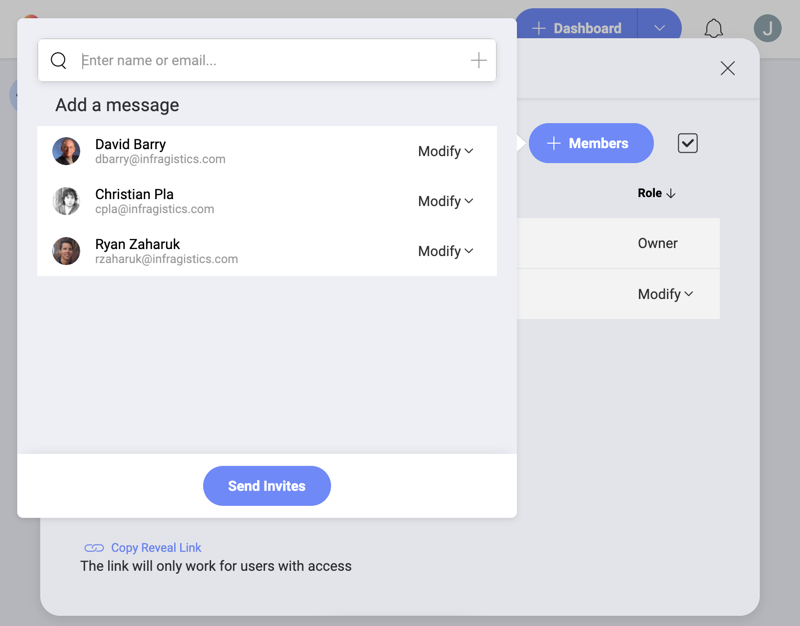 Dashboard
J
Enter name or email...
Add a message
David Barry
dbarry@infragistics.com
Modify
Christian Pla
cpla@infragistics.com
Modify
Ryan Zaharuk
rzaharuk@infragistics.com
Modify
Members
Role
Owner
Modify
Send Invites
Copy Reveal Link
The link will only work for users with access